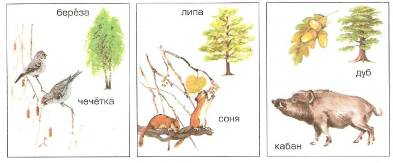 берёза
чечётка
липа
соня
дуб
кабан